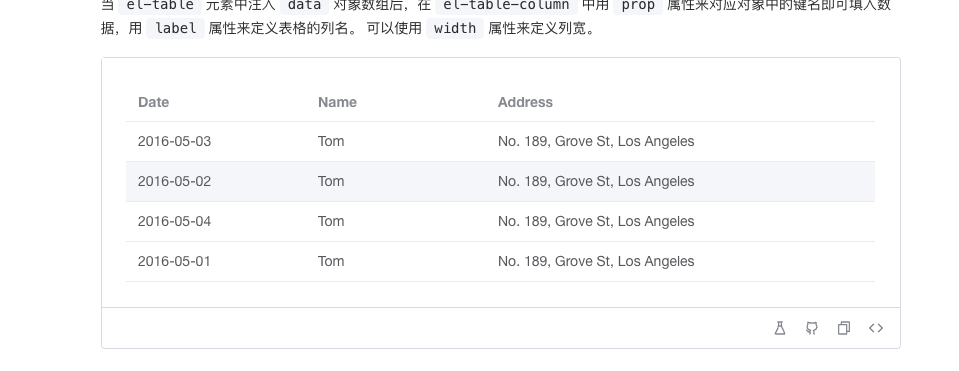 当 el-table 元素中注入 data 对象数组后，在 el-table-column 中用 prop 属性来对应对象中的键名即可填入数
据，用 label 属性来定义表格的列名。 可以使用 width 属性来定义列宽。
Date Name Address
2016-05-03 Tom No. 189, Grove St, Los Angeles
2016-05-02 Tom No. 189, Grove St, Los Angeles
2016-05-04 Tom No. 189, Grove St, Los Angeles
2016-05-01 Tom No. 189, Grove St, Los Angeles